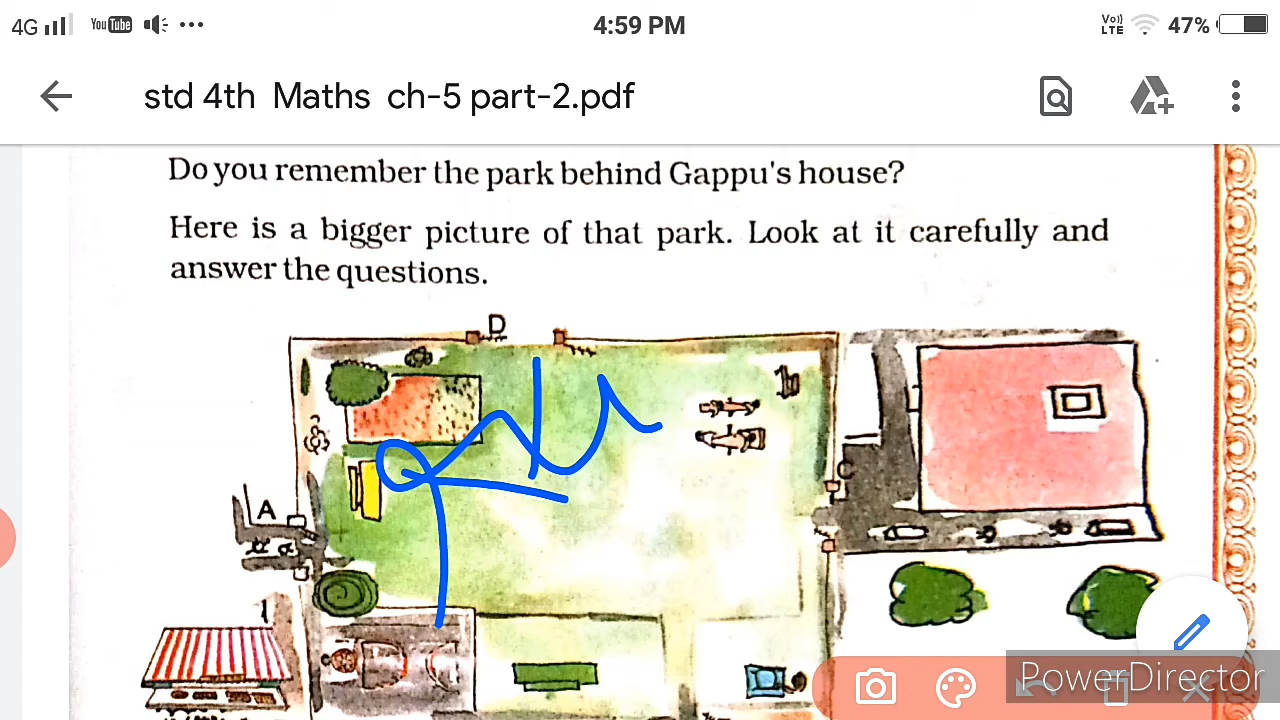 4G YouTube 4:59 PM Vo)) LTE 47%
std 4th Maths ch-5 part-2.pdf
Do you remember the park behind Gappu's house?
Here is a bigger picture of that park. Look at it carefully and
answer the questions.
D
C
A
PowerDirector